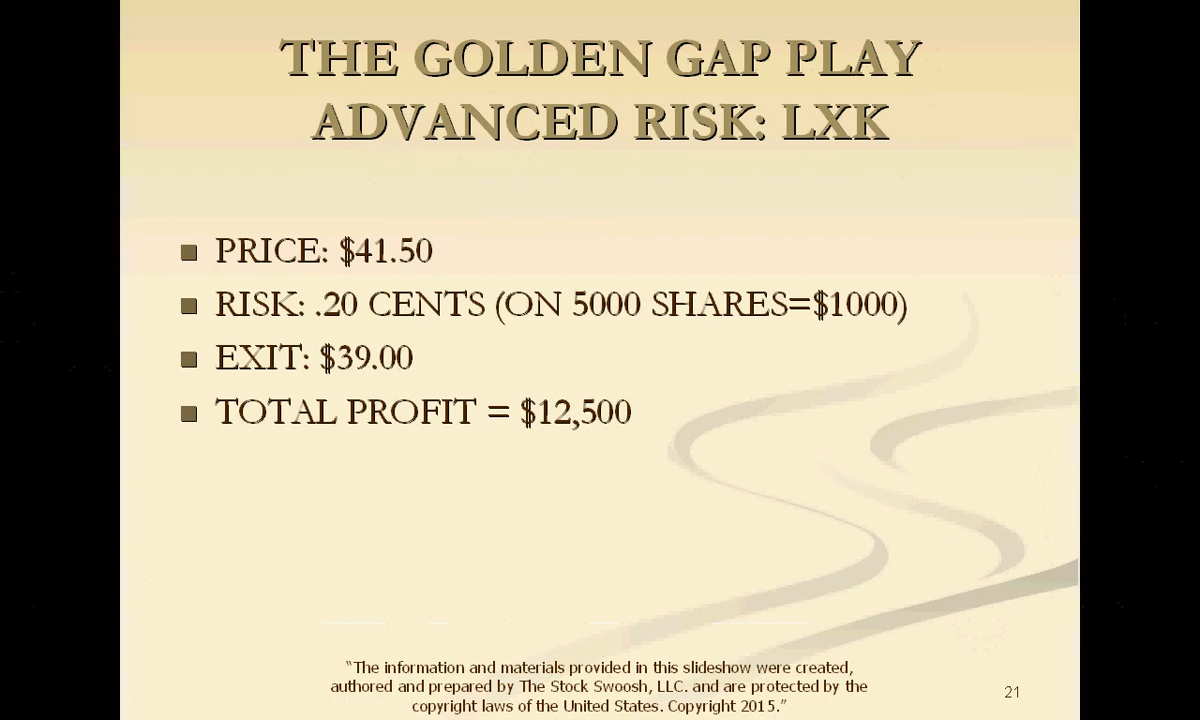 THE GOLDEN GAP PLAY
ADVANCED RISK: LXK
PRICE: $41.50
RISK: .20 CENTS (ON 5000 SHARES=$1000)
EXIT: $39.00
TOTAL PROFIT = $12,500
"The information and materials provided in this slideshow were created,
authored and prepared by The Stock Swoosh, LLC. and are protected by the
copyright laws of the United States. Copyright 2015."
21